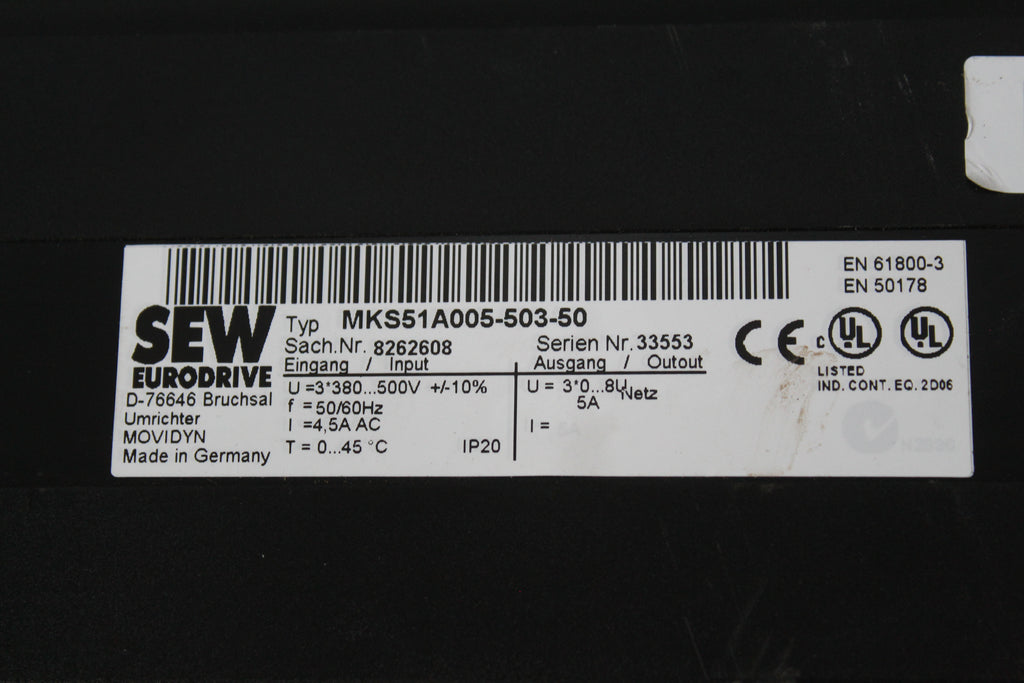 EN 61800-3
EN 50178
SEW
EURODRIVE
D-76646 Bruchsal
Umrichter
MOVIDYN
Made in Germany
Typ MKS51A005-503-50
Sach.Nr. 8262608 Serien Nr. 33553
Eingang / Input Ausgang / Outout
U =3*380...500V +/-10%
f = 50/60Hz
I =4,5A AC
T = 0...45 °C IP20
U = 3*0...8U Netz
5A
I = 5A
CE c UL UL
LISTED
IND. CONT. EQ. 2D06